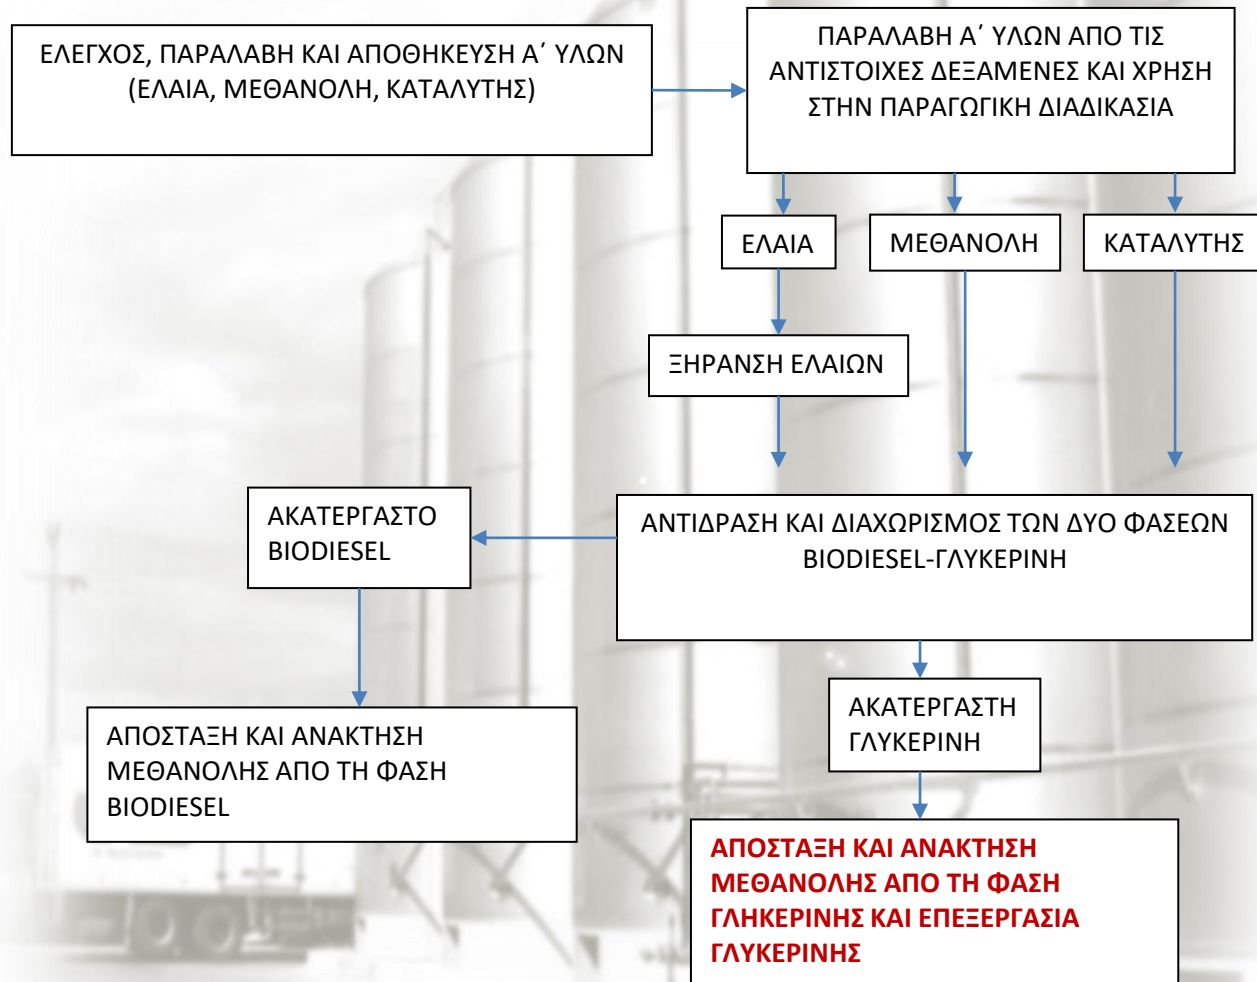 ΕΛΕΓΧΟΣ, ΠΑΡΑΛΑΒΗ ΚΑΙ ΑΠΟΘΗΚΕΥΣΗ Α΄ ΥΛΩΝ
(ΕΛΑΙΑ, ΜΕΘΑΝΟΛΗ, ΚΑΤΑΛΥΤΗΣ)
ΠΑΡΑΛΑΒΗ Α΄ ΥΛΩΝ ΑΠΟ ΤΙΣ
ΑΝΤΙΣΤΟΙΧΕΣ ΔΕΞΑΜΕΝΕΣ ΚΑΙ ΧΡΗΣΗ
ΣΤΗΝ ΠΑΡΑΓΩΓΙΚΗ ΔΙΑΔΙΚΑΣΙΑ
ΕΛΑΙΑ
ΜΕΘΑΝΟΛΗ
ΚΑΤΑΛΥΤΗΣ
ΞΗΡΑΝΣΗ ΕΛΑΙΩΝ
ΑΝΤΙΔΡΑΣΗ ΚΑΙ ΔΙΑΧΩΡΙΣΜΟΣ ΤΩΝ ΔΥΟ ΦΑΣΕΩΝ
BIODIESEL-ΓΛΥΚΕΡΙΝΗ
ΑΚΑΤΕΡΓΑΣΤΟ
BIODIESEL
ΑΠΟΣΤΑΞΗ ΚΑΙ ΑΝΑΚΤΗΣΗ
ΜΕΘΑΝΟΛΗΣ ΑΠΟ ΤΗ ΦΑΣΗ
BIODIESEL
ΑΚΑΤΕΡΓΑΣΤΗ
ΓΛΥΚΕΡΙΝΗ
ΑΠΟΣΤΑΞΗ ΚΑΙ ΑΝΑΚΤΗΣΗ
ΜΕΘΑΝΟΛΗΣ ΑΠΟ ΤΗ ΦΑΣΗ
ΓΛΗΚΕΡΙΝΗΣ ΚΑΙ ΕΠΕΞΕΡΓΑΣΙΑ
ΓΛΥΚΕΡΙΝΗΣ